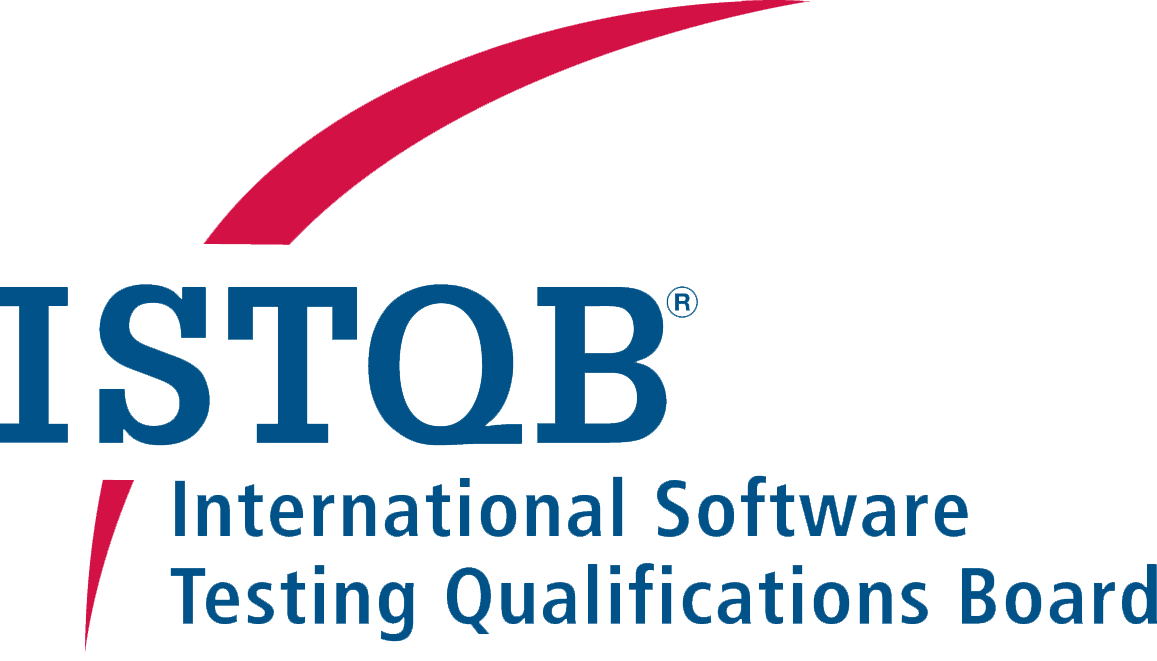 ISTQB®
International Software
Testing Qualifications Board